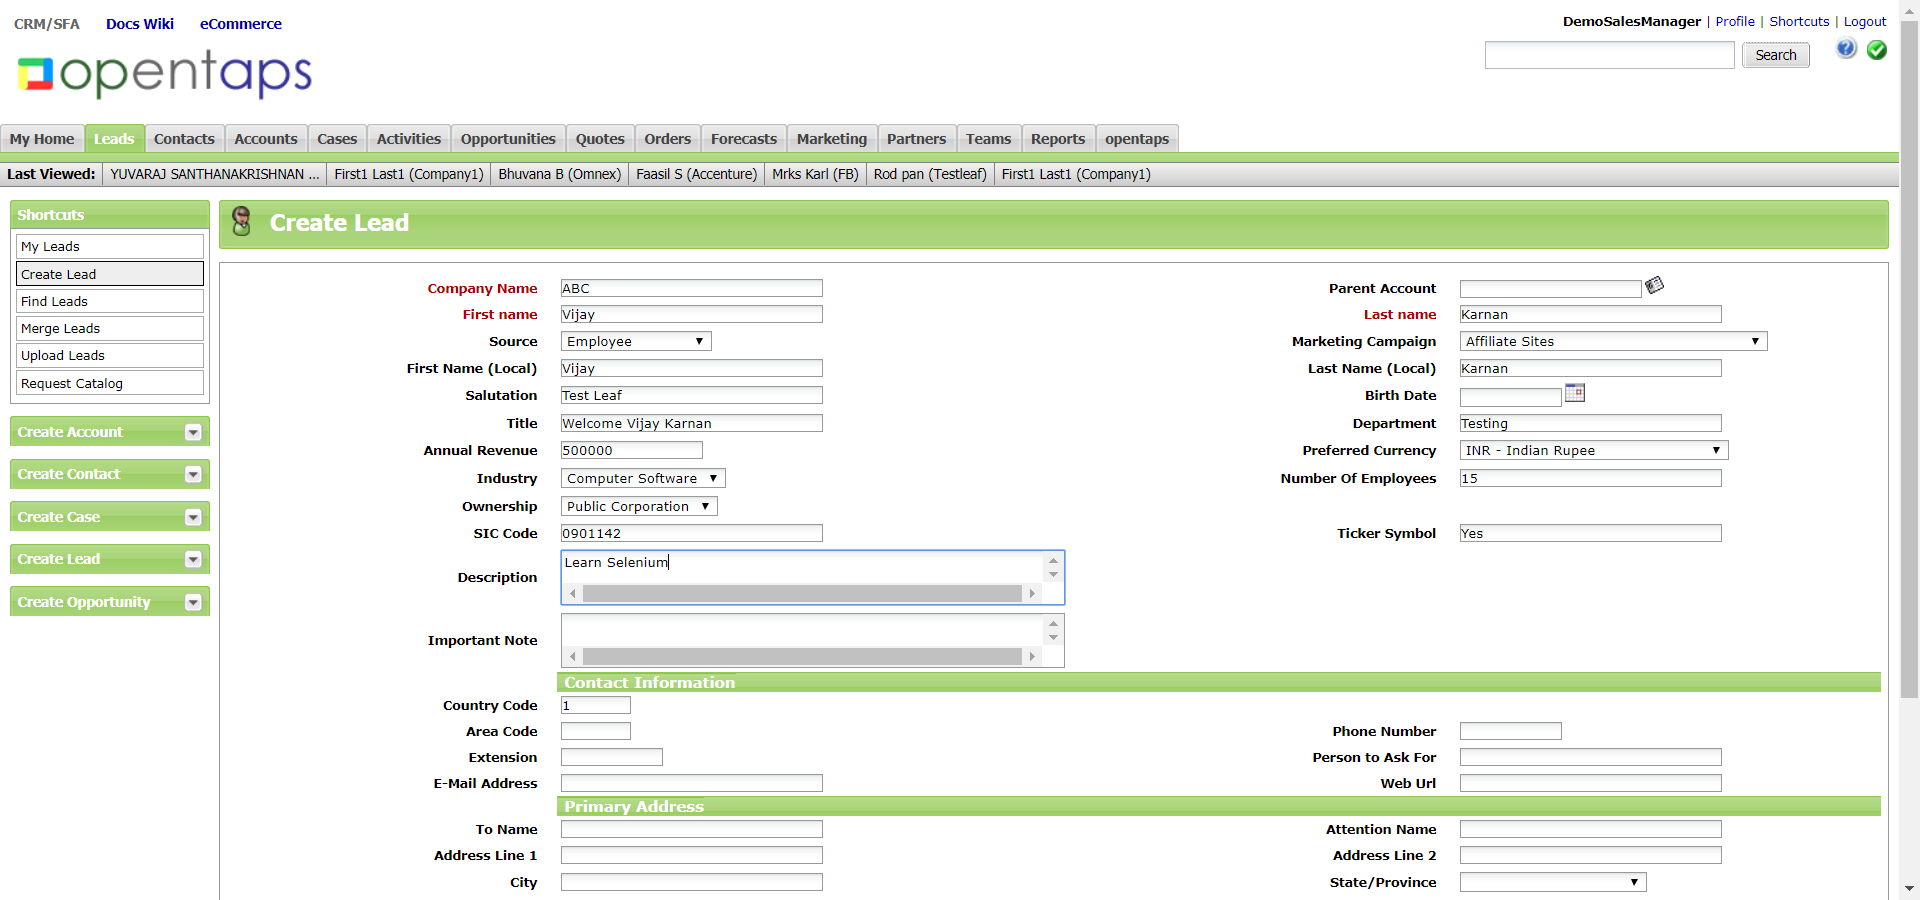 CRM/SFA Docs Wiki eCommerce
DemoSalesManager | Profile | Shortcuts | Logout
Search
opentaps
My Home Leads Contacts Accounts Cases Activities Opportunities Quotes Orders Forecasts Marketing Partners Teams Reports opentaps
Last Viewed: YUVARAJ SANTHANAKRISHNAN ... First1 Last1 (Company1) Bhuvana B (Omnex) Faasil S (Accenture) Mrks Karl (FB) Rod pan (Testleaf) First1 Last1 (Company1)
Shortcuts
My Leads
Create Lead
Find Leads
Merge Leads
Upload Leads
Request Catalog
Create Account
Create Contact
Create Case
Create Lead
Create Opportunity
Create Lead
Company Name ABC Parent Account
First name Vijay Last name Karnan
Source Employee Marketing Campaign Affiliate Sites
First Name (Local) Vijay Last Name (Local) Karnan
Salutation Test Leaf Birth Date
Title Welcome Vijay Karnan Department Testing
Annual Revenue 500000 Preferred Currency INR - Indian Rupee
Industry Computer Software Number Of Employees 15
Ownership Public Corporation
SIC Code 0901142 Ticker Symbol Yes
Description Learn Selenium
Important Note
Contact Information
Country Code 1
Area Code Phone Number
Extension Person to Ask For
E-Mail Address Web Url
Primary Address
To Name Attention Name
Address Line 1 Address Line 2
City State/Province